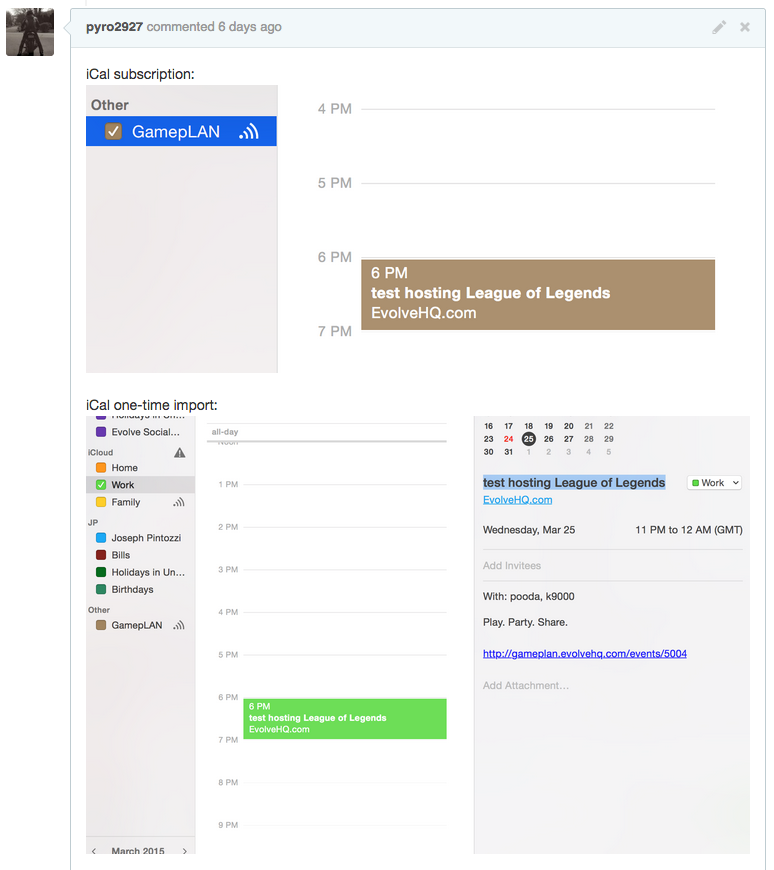 pyro2927 commented 6 days ago
iCal subscription:
Other
GamepLAN
4 PM
5 PM
6 PM
6 PM
test hosting League of Legends
EvolveHQ.com
7 PM
iCal one-time import:
Holidays in Un...
Evolve Social...
iCloud
Home
Work
Family
JP
Joseph Pintozzi
Bills
Holidays in Un...
Birthdays
Other
GamepLAN
March 2015
all-day
Noon
1 PM
2 PM
3 PM
4 PM
5 PM
6 PM
6 PM
test hosting League of Legends
EvolveHQ.com
7 PM
8 PM
9 PM
16 17 18 19 20 21 22
23 24 25 26 27 28 29
30 31 1 2 3 4 5
test hosting League of Legends
Work
EvolveHQ.com
Wednesday, Mar 25 11 PM to 12 AM (GMT)
Add Invitees
With: pooda, k9000
Play. Party. Share.
http://gameplan.evolvehq.com/events/5004
Add Attachment...